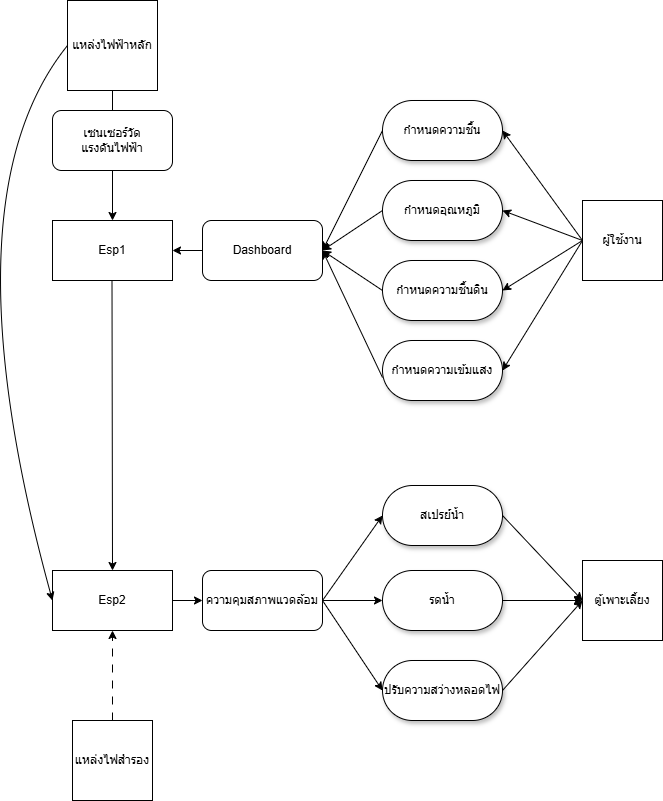 แหล่งไฟฟ้าหลัก
เซนเซอร์วัด
แรงดันไฟฟ้า
กำหนดความชื้น
กำหนดอุณหภูมิ
ผู้ใช้งาน
Esp1
Dashboard
กำหนดความชื้นดิน
กำหนดความเข้มแสง
สเปรย์น้ำ
Esp2
ความคุมสภาพแวดล้อม
รดน้ำ
ตู้เพาะเลี้ยง
ปรับความสว่างหลอดไฟ
แหล่งไฟสำรอง